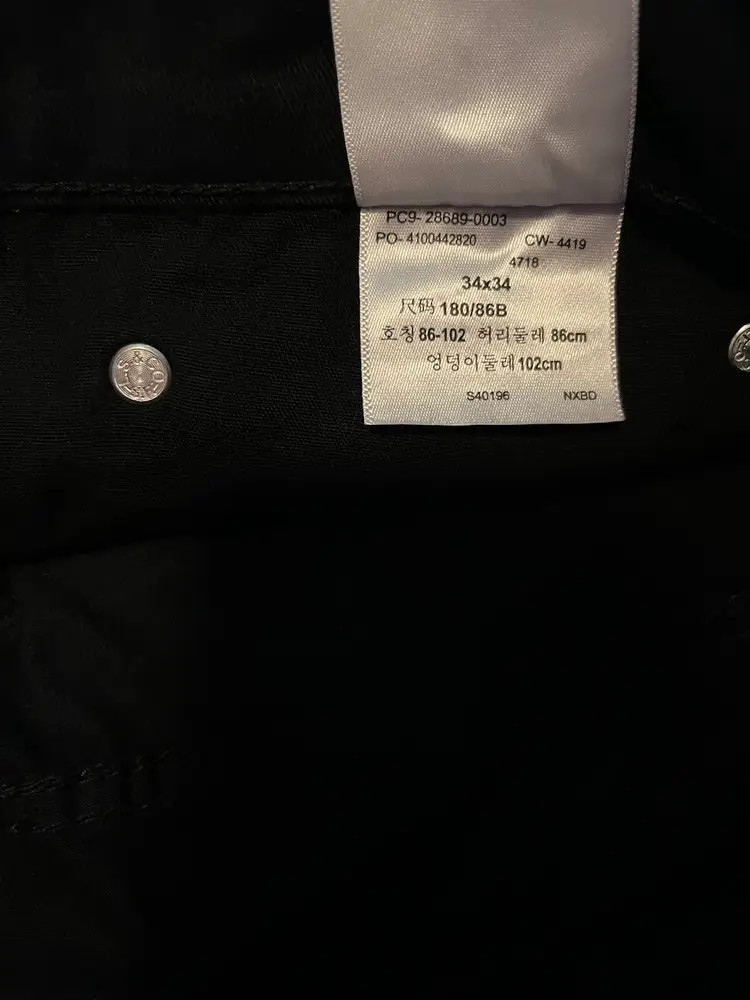 PC9- 28689-0003
PO- 4100442820 CW- 4419
4718
34x34
尺码 180/86B
호칭 86-102 허리둘레 86cm
엉덩이둘레 102cm
S40196 NXBD